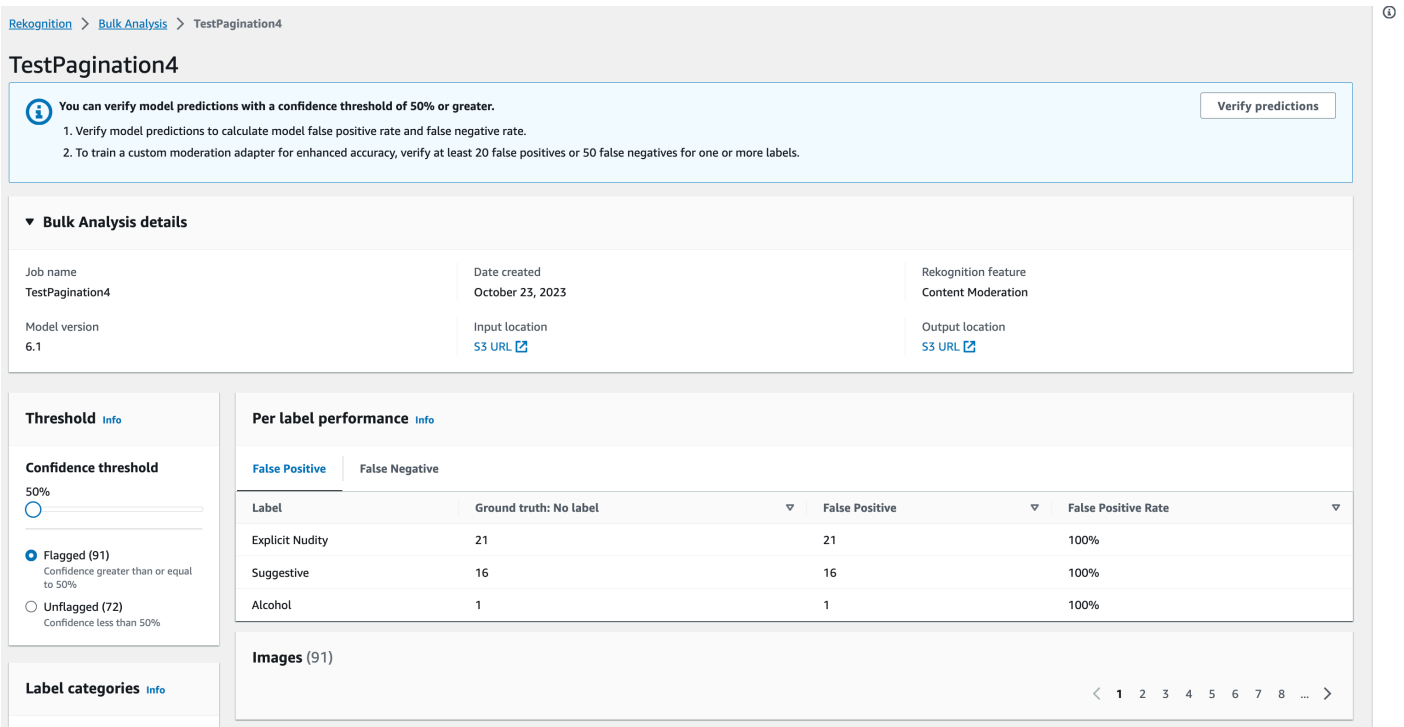 Rekognition > Bulk Analysis > TestPagination4
TestPagination4
You can verify model predictions with a confidence threshold of 50% or greater.
Verify predictions
1. Verify model predictions to calculate model false positive rate and false negative rate.
2. To train a custom moderation adapter for enhanced accuracy, verify at least 20 false positives or 50 false negatives for one or more labels.
Bulk Analysis details
Job name
TestPagination4
Date created
October 23, 2023
Rekognition feature
Content Moderation
Model version
6.1
Input location
S3 URL
Output location
S3 URL
Threshold Info
Confidence threshold
50%
Flagged (91)
Confidence greater than or equal
to 50%
Unflagged (72)
Confidence less than 50%
Label categories Info
Per label performance Info
False Positive False Negative
Label Ground truth: No label False Positive False Positive Rate
Explicit Nudity 21 21 100%
Suggestive 16 16 100%
Alcohol 1 1 100%
Images (91)
< 1 2 3 4 5 6 7 8 ... >